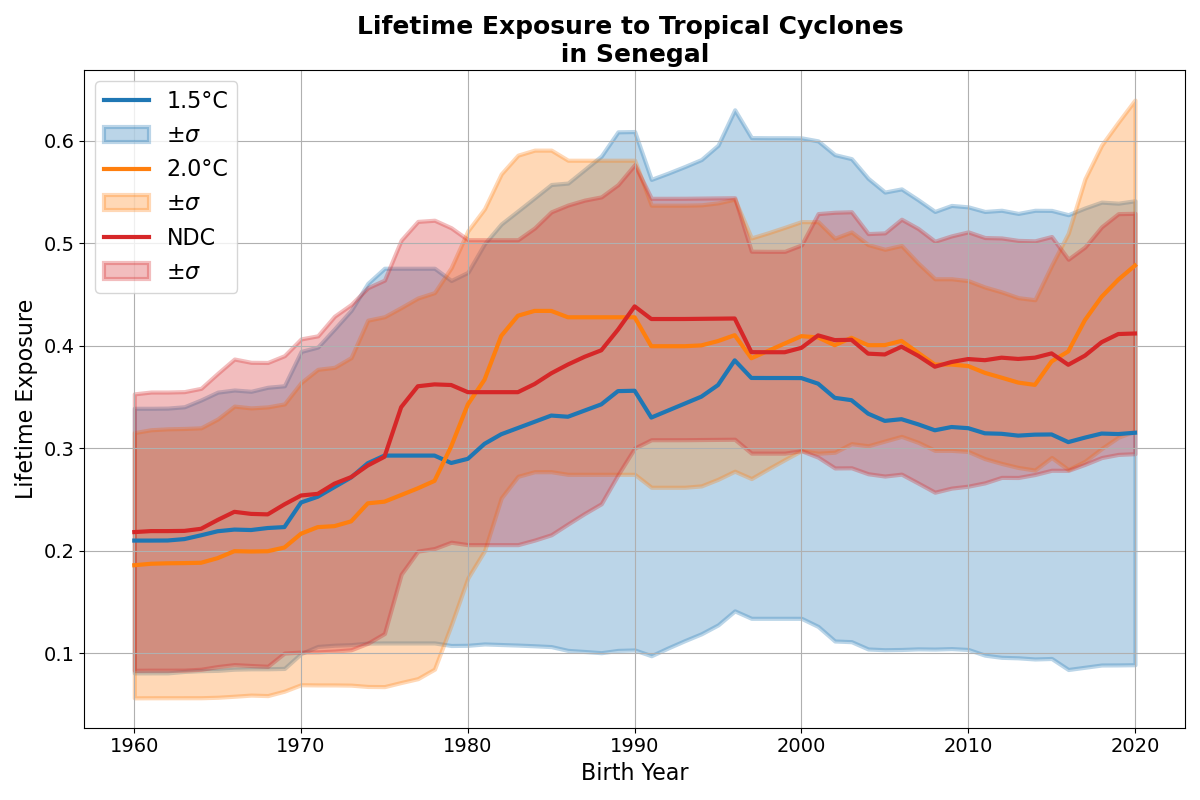 Lifetime Exposure to Tropical Cyclones
in Senegal
1.5°C
±σ
2.0°C
±σ
NDC
±σ
Lifetime Exposure
0.6
0.5
0.4
0.3
0.2
0.1
1960 1970 1980 1990 2000 2010 2020
Birth Year